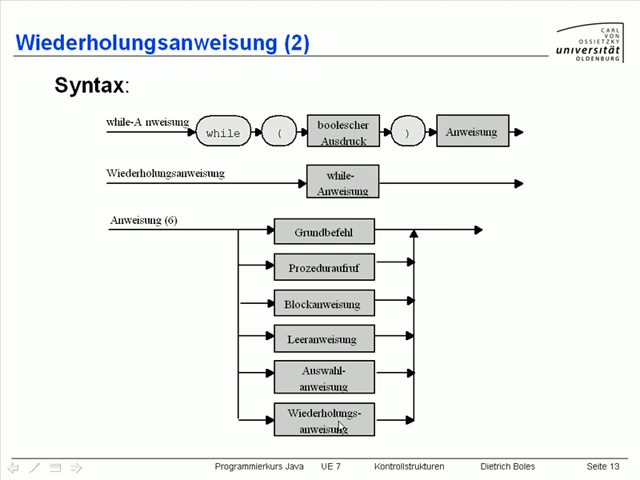 Wiederholungsanweisung (2)
CARL
VON
OSSIETZKY
universität
OLDENBURG
Syntax:
while-A nweisung
while
(
boolescher
Ausdruck
)
Anweisung
Wiederholungsanweisung
while-
Anweisung
Anweisung (6)
Grundbefehl
Prozeduraufruf
Blockanweisung
Leeranweisung
Auswahl-
anweisung
Wiederholungs-
anweisung
Programmierkurs Java UE 7 Kontrollstrukturen Dietrich Boles Seite 13